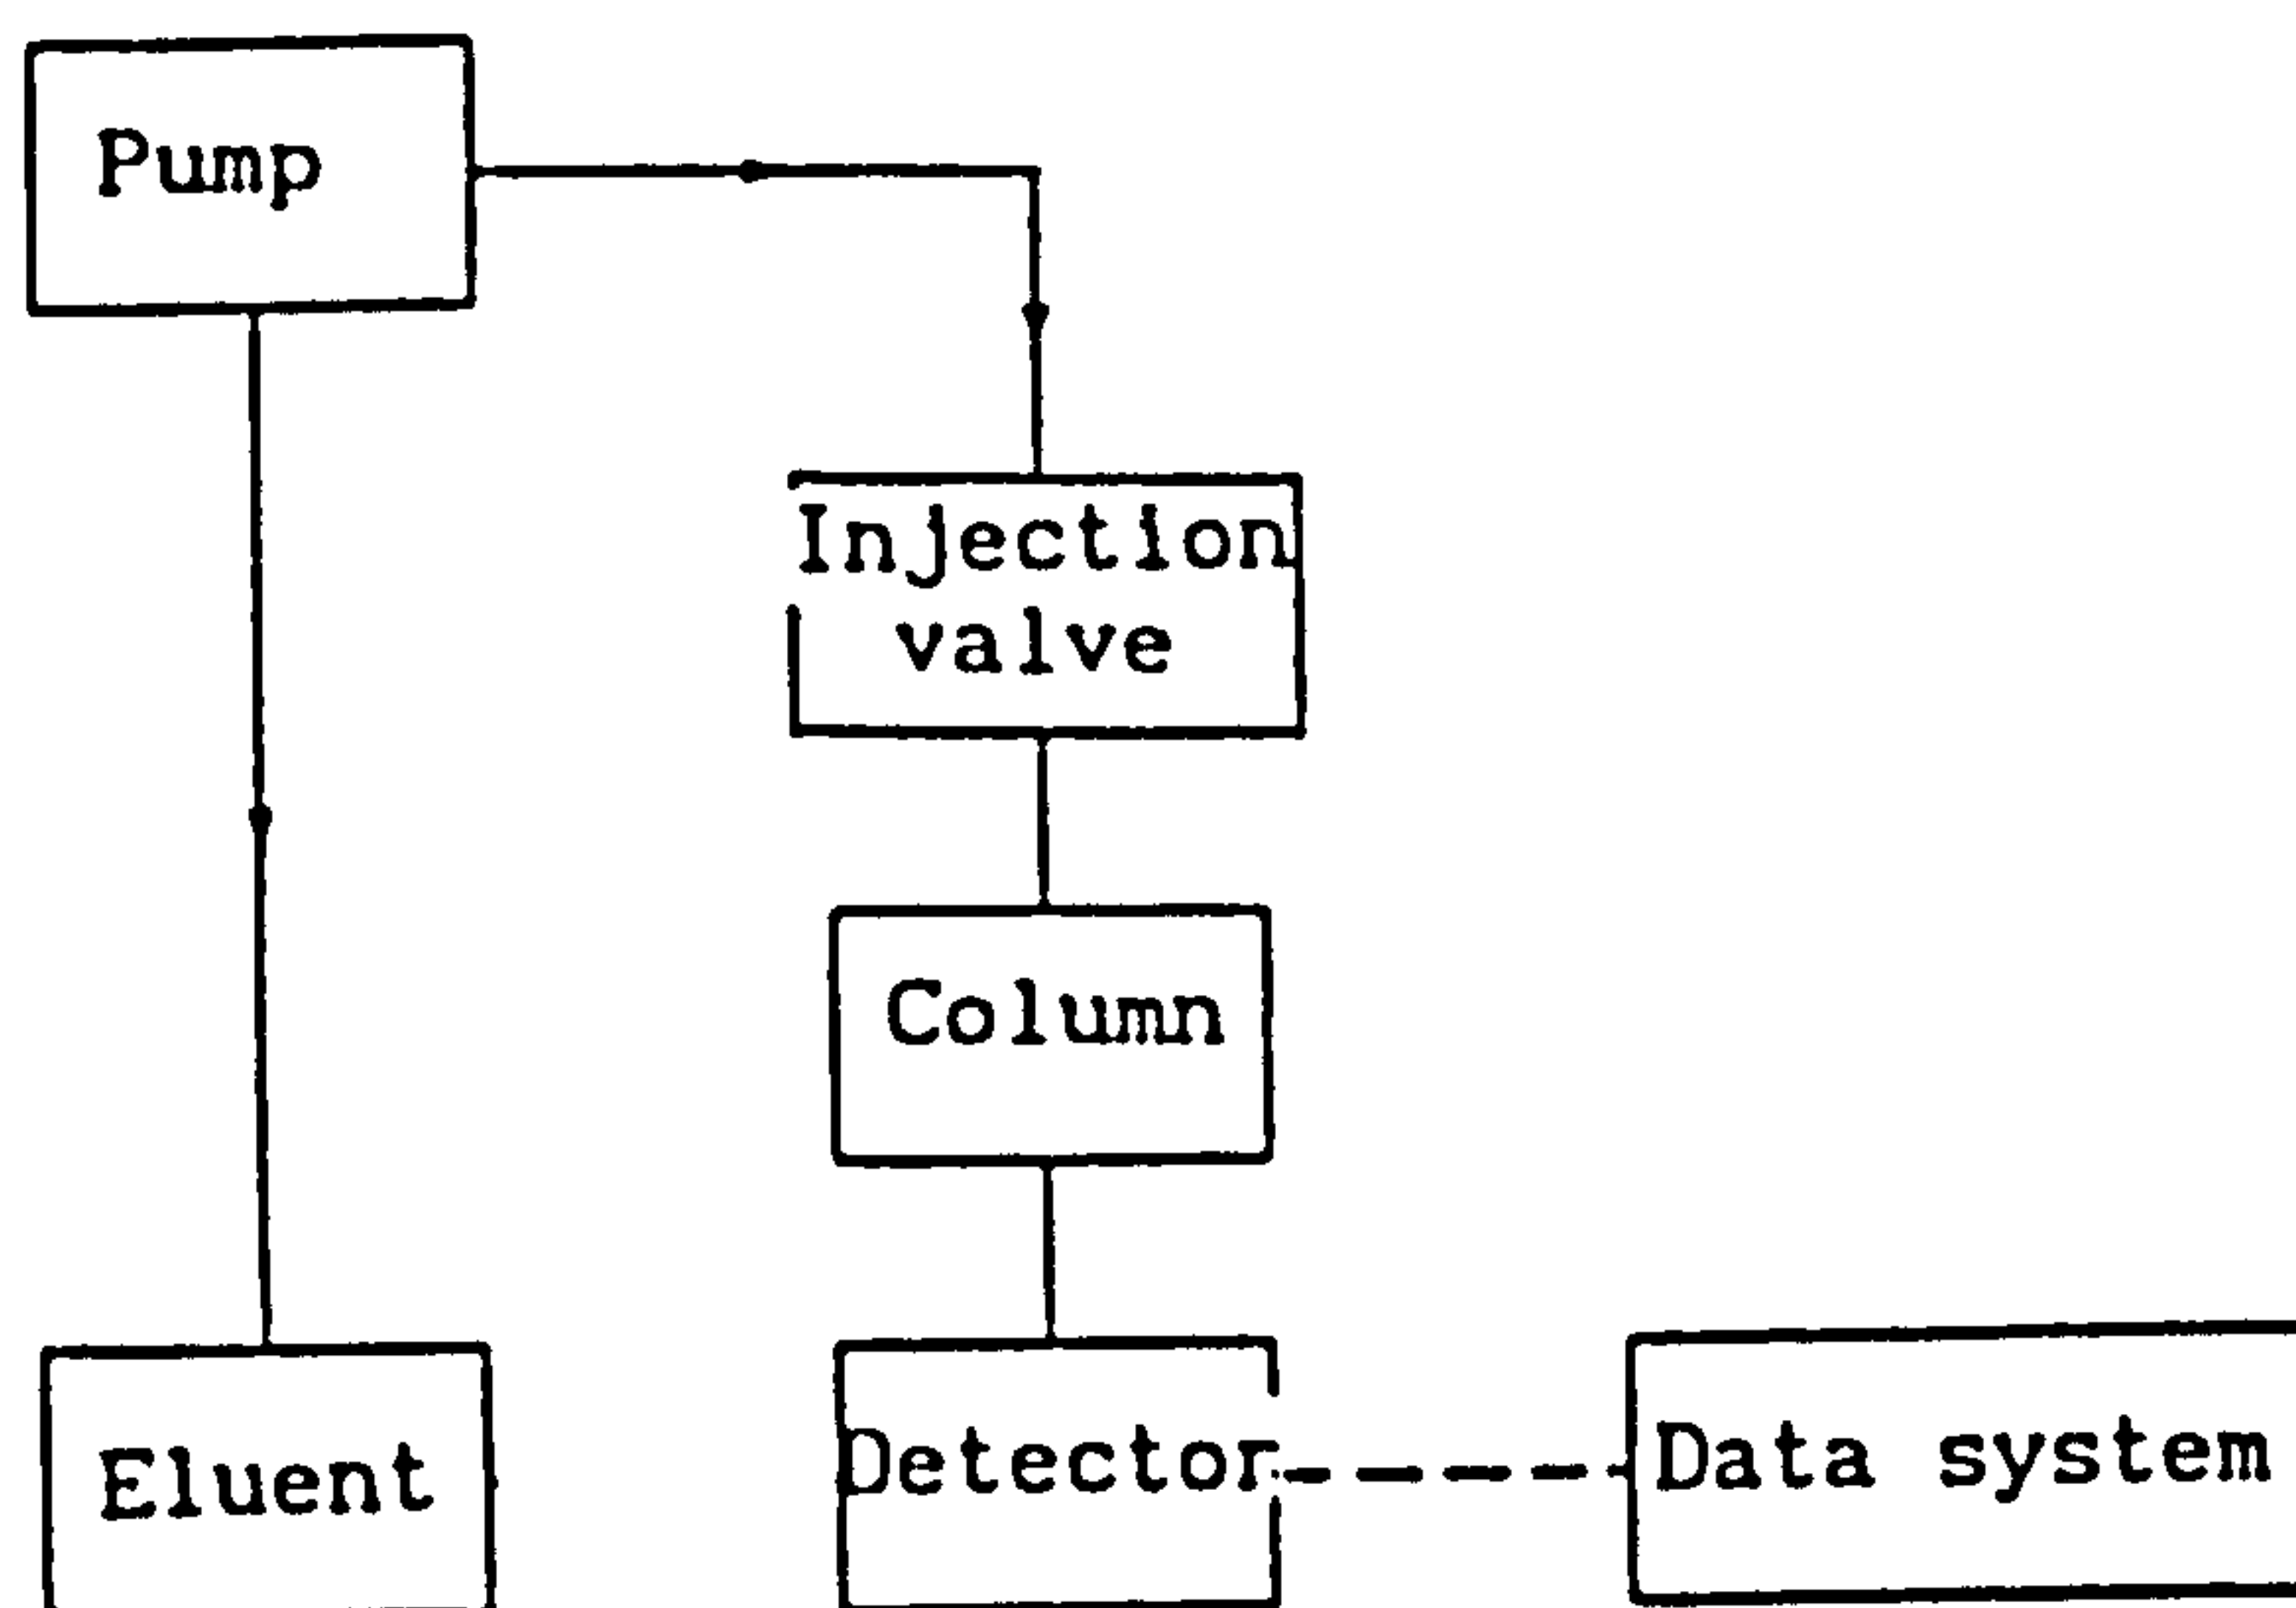 Pump
Injection
valve
Column
Eluent
Detector
Data system